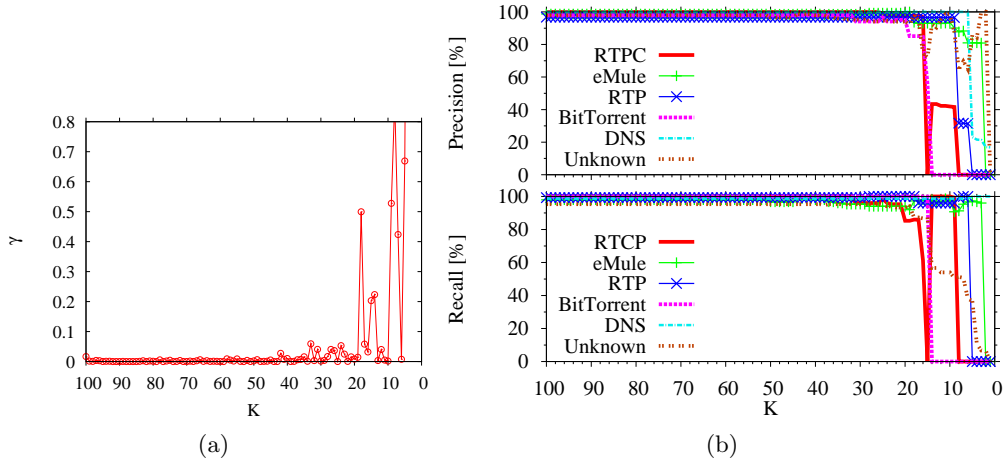 0.8
0.7
0.6
0.5
0.4
0.3
0.2
0.1
0
γ
100 90 80 70 60 50 40 30 20 10 0
K
(a)
100
80
60
40
20
0
Precision [%]
RTPC
eMule
RTP
BitTorrent
DNS
Unknown
100
80
60
40
20
0
Recall [%]
RTCP
eMule
RTP
BitTorrent
DNS
Unknown
100 90 80 70 60 50 40 30 20 10 0
K
(b)